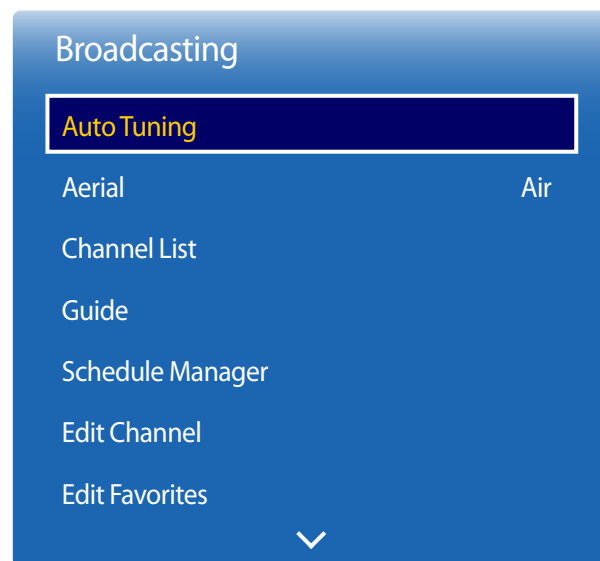 Broadcasting
Auto Tuning
Aerial Air
Channel List
Guide
Schedule Manager
Edit Channel
Edit Favorites